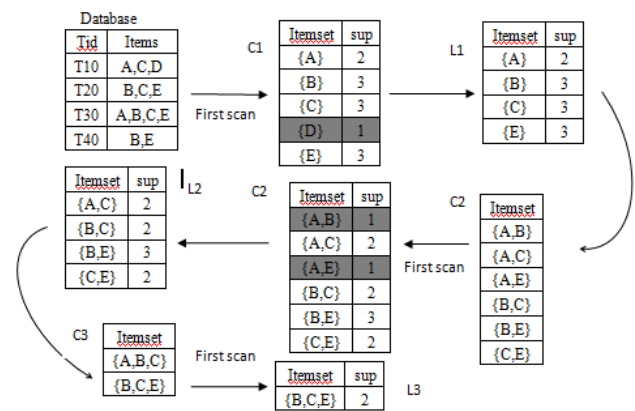 Database
Tid Items
T10 A,C,D
T20 B,C,E
T30 A,B,C,E
T40 B,E
First scan
C1
Itemset sup
{A} 2
{B} 3
{C} 3
{D} 1
{E} 3
L1
Itemset sup
{A} 2
{B} 3
{C} 3
{E} 3
C2
Itemset
{A,B}
{A,C}
{A,E}
{B,C}
{B,E}
{C,E}
First scan
C2
Itemset sup
{A,B} 1
{A,C} 2
{A,E} 1
{B,C} 2
{B,E} 3
{C,E} 2
L2
Itemset sup
{A,C} 2
{B,C} 2
{B,E} 3
{C,E} 2
C3
Itemset
{A,B,C}
{B,C,E}
First scan
Itemset sup
{B,C,E} 2
L3